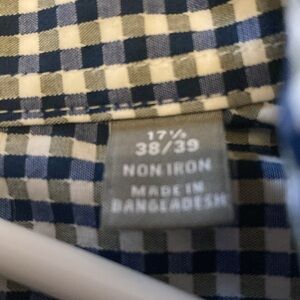 17½
38/39
NON IRON
MADE IN
BANGLADESH